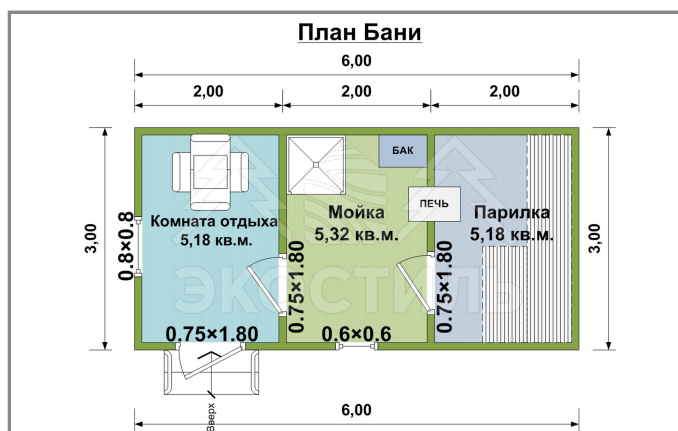 План Бани
6,00
2,00 2,00 2,00
БАК
ПЕЧЬ
Комната отдыха
5,18 кв.м.
Мойка
5,32 кв.м.
Парилка
5,18 кв.м.
3,00
3,00
0.8×0.8
0.75×1.80
0.75×1.80
ЭКОСТИЛЬ
0.75×1.80
0.6×0.6
Вверх
6,00